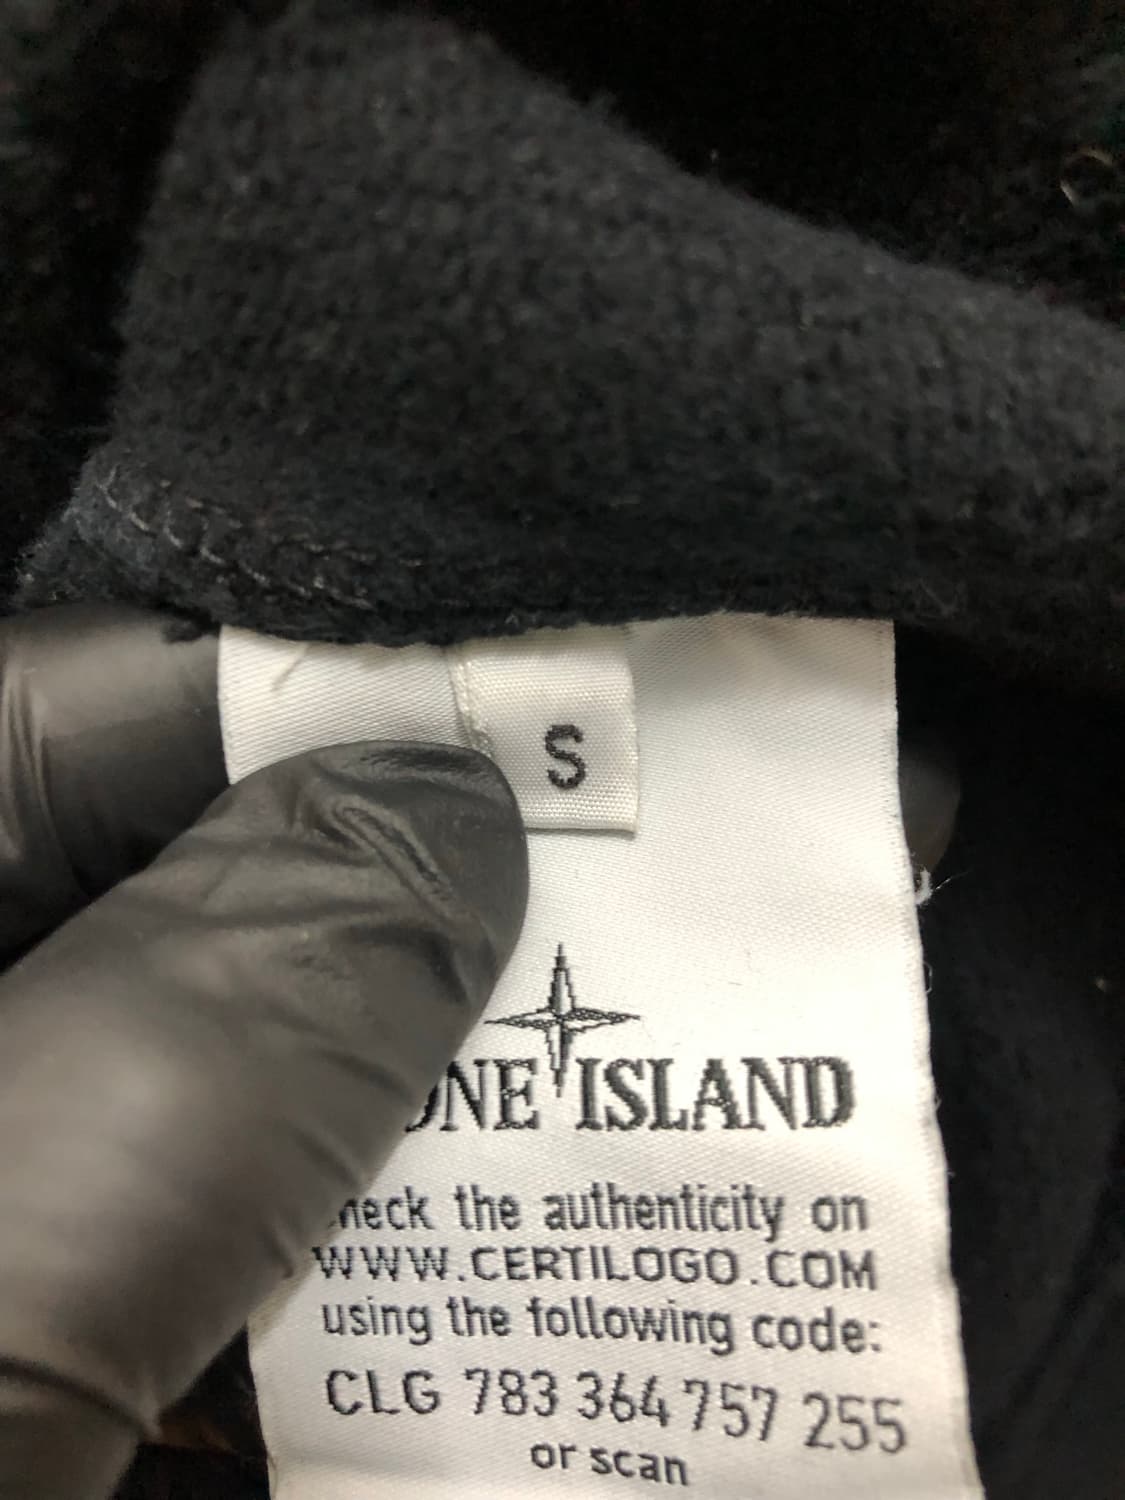 S
ONE ISLAND
heck the authenticity on
WWW.CERTILOGO.COM
using the following code:
CLG 783 364 757 255
or scan